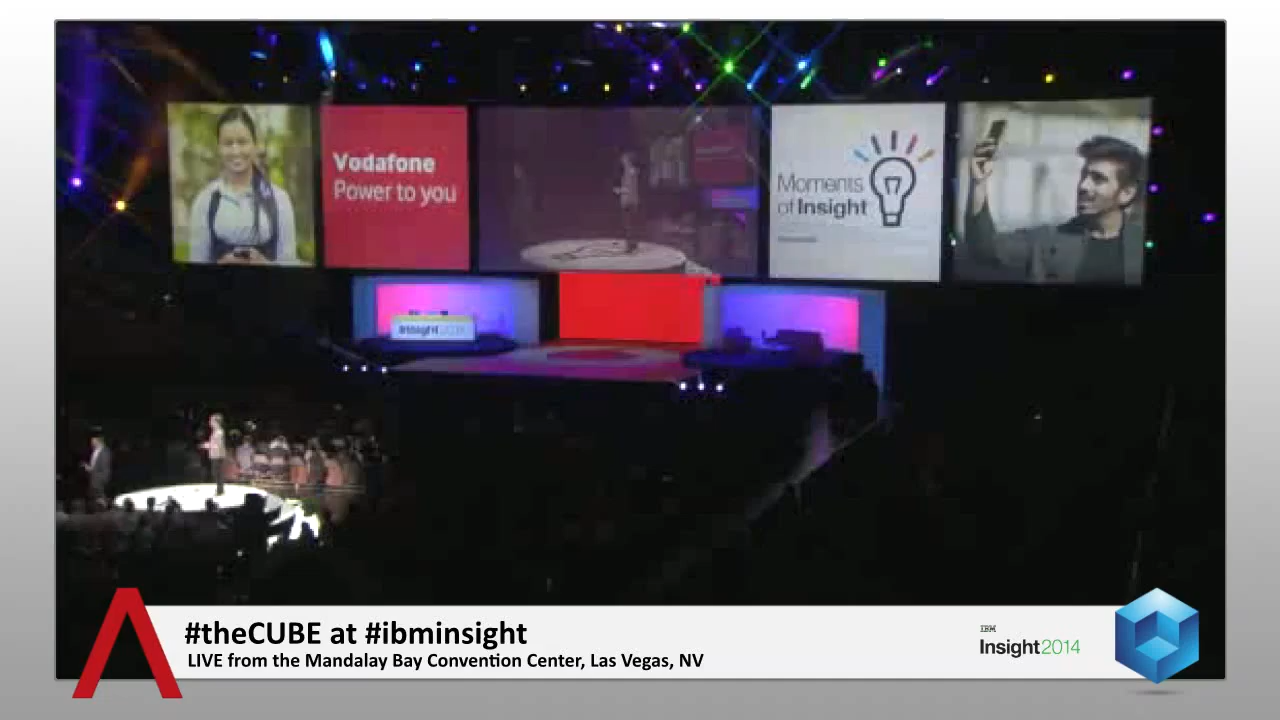 Vodafone
Power to you
Moments
of Insight
Insight2014
#theCUBE at #ibminsight
LIVE from the Mandalay Bay Convention Center, Las Vegas, NV
IBM
Insight2014